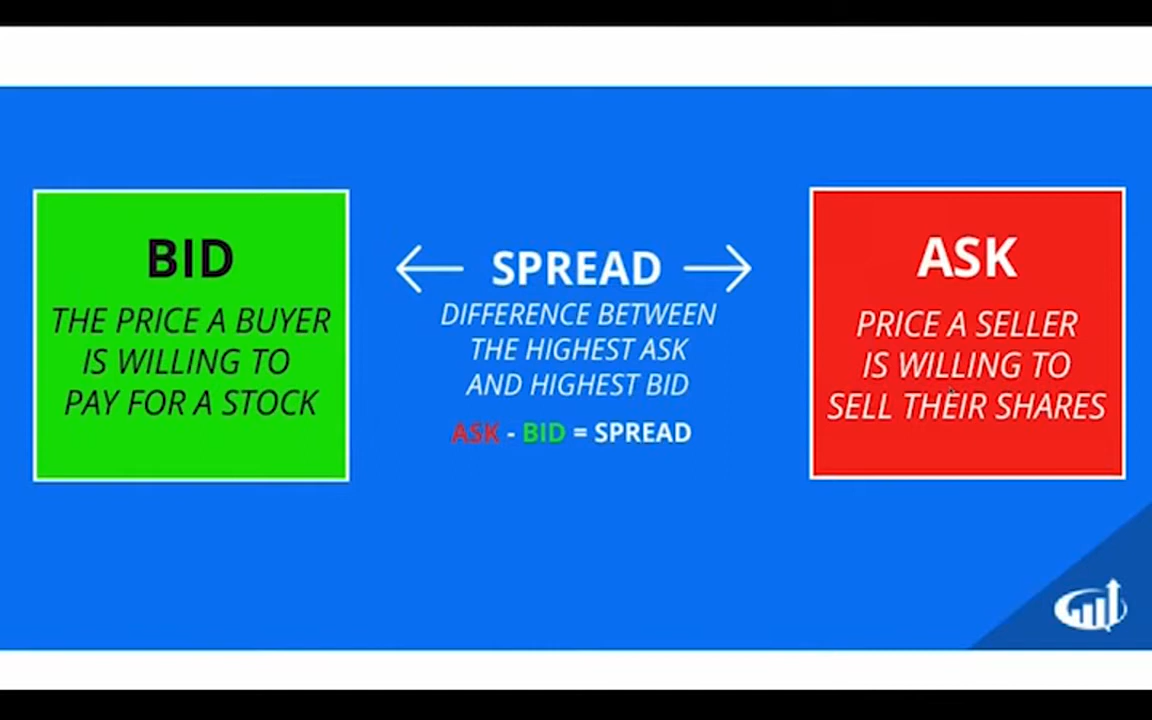 BID
THE PRICE A BUYER
IS WILLING TO
PAY FOR A STOCK
SPREAD
DIFFERENCE BETWEEN
THE HIGHEST ASK
AND HIGHEST BID
ASK - BID = SPREAD
ASK
PRICE A SELLER
IS WILLING TO
SELL THEIR SHARES